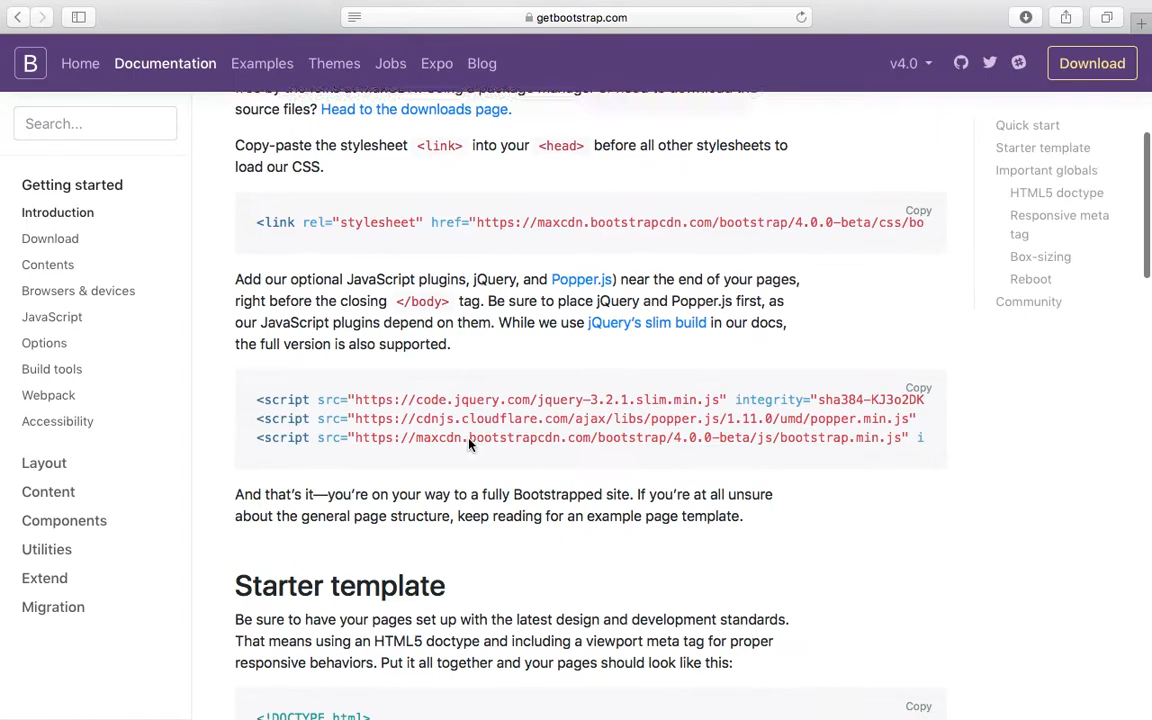 getbootstrap.com
B Home Documentation Examples Themes Jobs Expo Blog v4.0 Download
Search...
Getting started
Introduction
Download
Contents
Browsers & devices
JavaScript
Options
Build tools
Webpack
Accessibility
Layout
Content
Components
Utilities
Extend
Migration
source files? Head to the downloads page.
Copy-paste the stylesheet <link> into your <head> before all other stylesheets to
load our CSS.
Copy
<link rel="stylesheet" href="https://maxcdn.bootstrapcdn.com/bootstrap/4.0.0-beta/css/bo
Add our optional JavaScript plugins, jQuery, and Popper.js) near the end of your pages,
right before the closing </body> tag. Be sure to place jQuery and Popper.js first, as
our JavaScript plugins depend on them. While we use jQuery’s slim build in our docs,
the full version is also supported.
Copy
<script src="https://code.jquery.com/jquery-3.2.1.slim.min.js" integrity="sha384-KJ3o2DK
<script src="https://cdnjs.cloudflare.com/ajax/libs/popper.js/1.11.0/umd/popper.min.js"
<script src="https://maxcdn.bootstrapcdn.com/bootstrap/4.0.0-beta/js/bootstrap.min.js" i
And that’s it—you’re on your way to a fully Bootstrapped site. If you’re at all unsure
about the general page structure, keep reading for an example page template.
Starter template
Be sure to have your pages set up with the latest design and development standards.
That means using an HTML5 doctype and including a viewport meta tag for proper
responsive behaviors. Put it all together and your pages should look like this:
Copy
<!DOCTYPE html>
Quick start
Starter template
Important globals
HTML5 doctype
Responsive meta
tag
Box-sizing
Reboot
Community